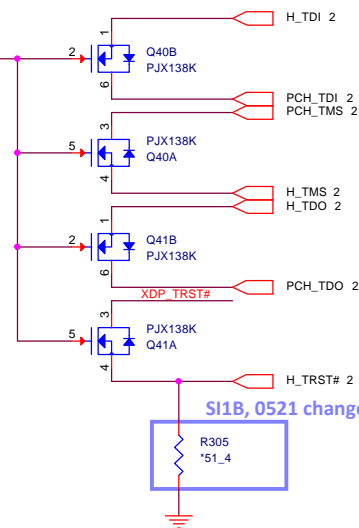 H_TDI 2
1
2
Q40B
PJX138K
6
PCH_TDI 2
PCH_TMS 2
3
5
PJX138K
Q40A
4
H_TMS 2
H_TDO 2
1
2
Q41B
PJX138K
6
PCH_TDO 2
XDP_TRST#
3
5
PJX138K
Q41A
4
H_TRST# 2
SI1B, 0521 change
R305
*51_4